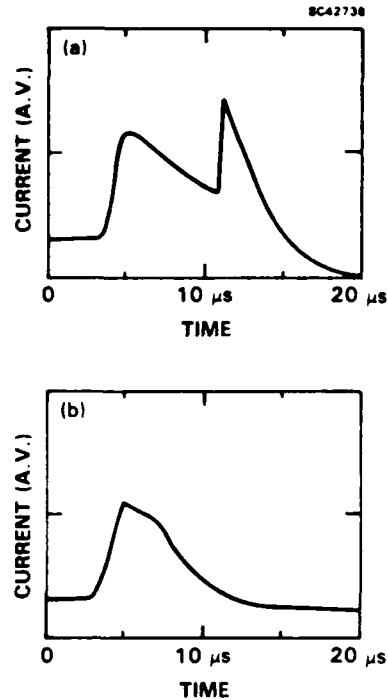 SC42738
(a)
CURRENT (A.V.)
0 10 μs 20 μs
TIME
(b)
CURRENT (A.V.)
0 10 μs 20 μs
TIME